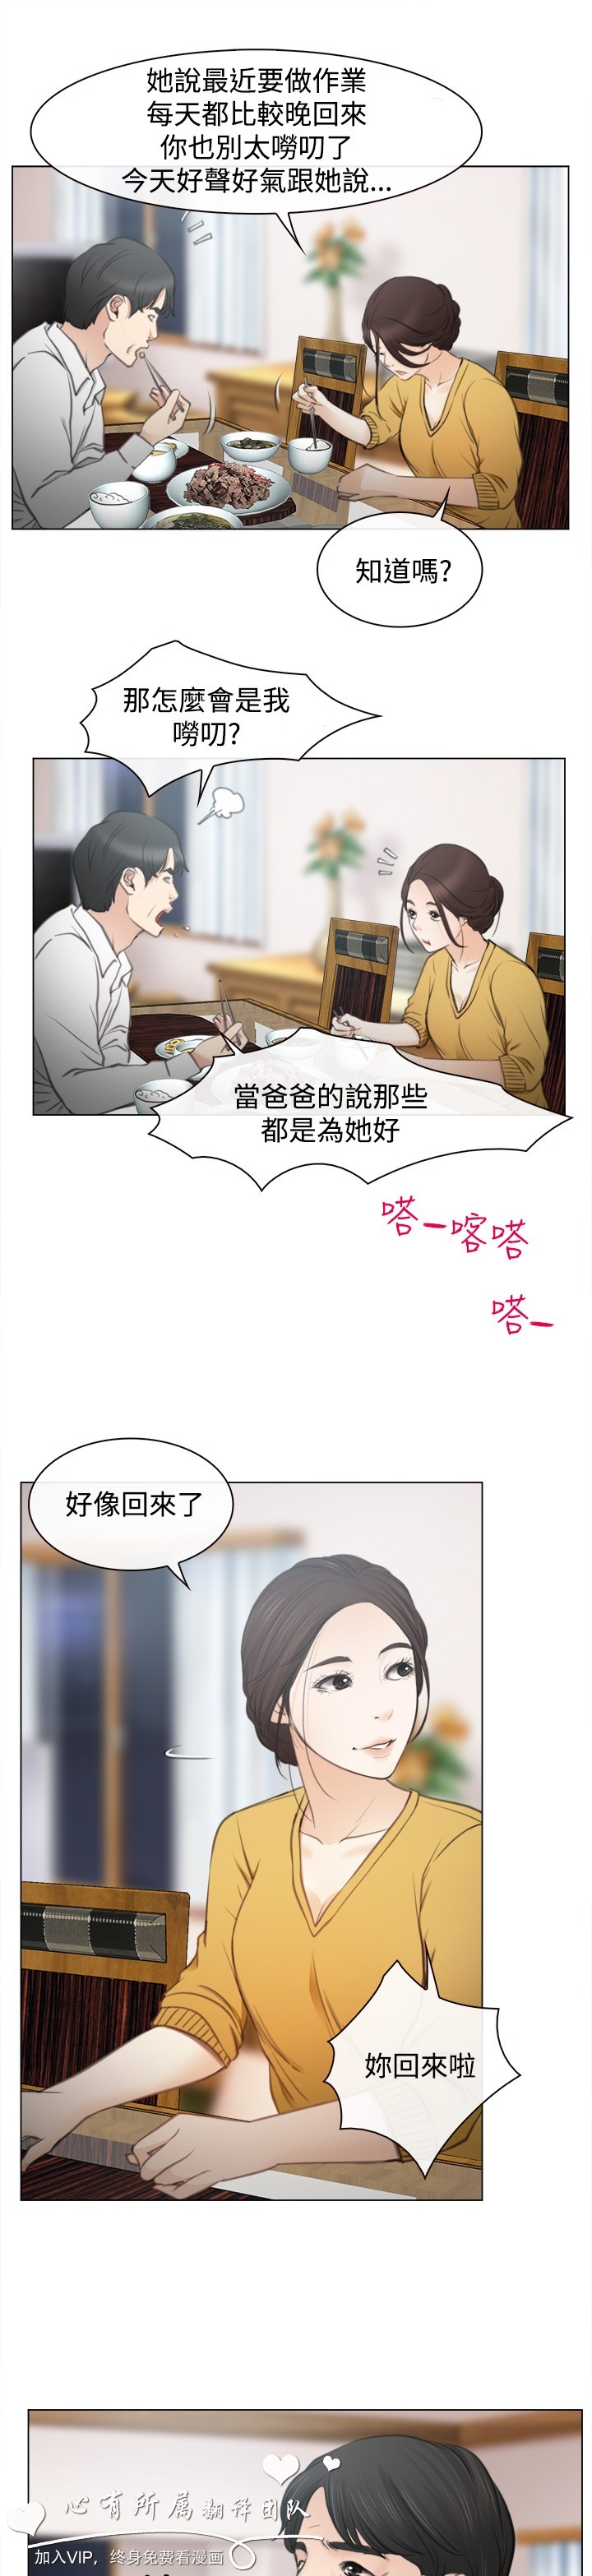 她說最近要做作業
每天都比較晚回來
你也別太嘮叨了
今天好聲好氣跟她說...
知道嗎?
那怎麼會是我
嘮叨?
當爸爸的說那些
都是為她好
嗒一喀嗒
嗒一
好像回來了
妳回來啦
心有所属翻译团队
加入VIP，终身免费看漫画